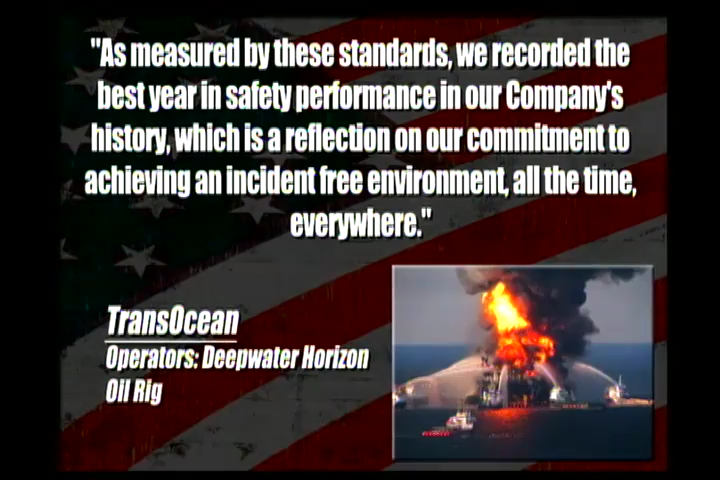 "As measured by these standards, we recorded the
best year in safety performance in our Company's
history, which is a reflection on our commitment to
achieving an incident free environment, all the time,
everywhere."
TransOcean
Operators: Deepwater Horizon
Oil Rig